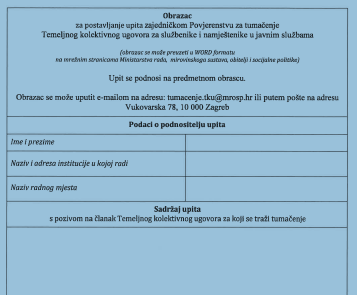 Obrazac
za postavljanje upita zajedničkom Povjerenstvu za tumačenje
Temeljnog kolektivnog ugovora za službenike i namještenike u javnim službama
(obrazac se može preuzeti u WORD formatu
na mrežnim stranicama Ministarstva rada, mirovinskoga sustava, obitelji i socijalne politike)
Upit se podnosi na predmetnom obrascu.
Obrazac se može uputit e-mailom na adresu: tumacenje.tku@mrosp.hr ili putem pošte na adresu
Vukovarska 78, 10 000 Zagreb
Podaci o podnositelju upita
Ime i prezime
Naziv i adresa institucije u kojoj radi
Naziv radnog mjesta
Sadržaj upita
s pozivom na članak Temeljnog kolektivnog ugovora za koji se traži tumačenje